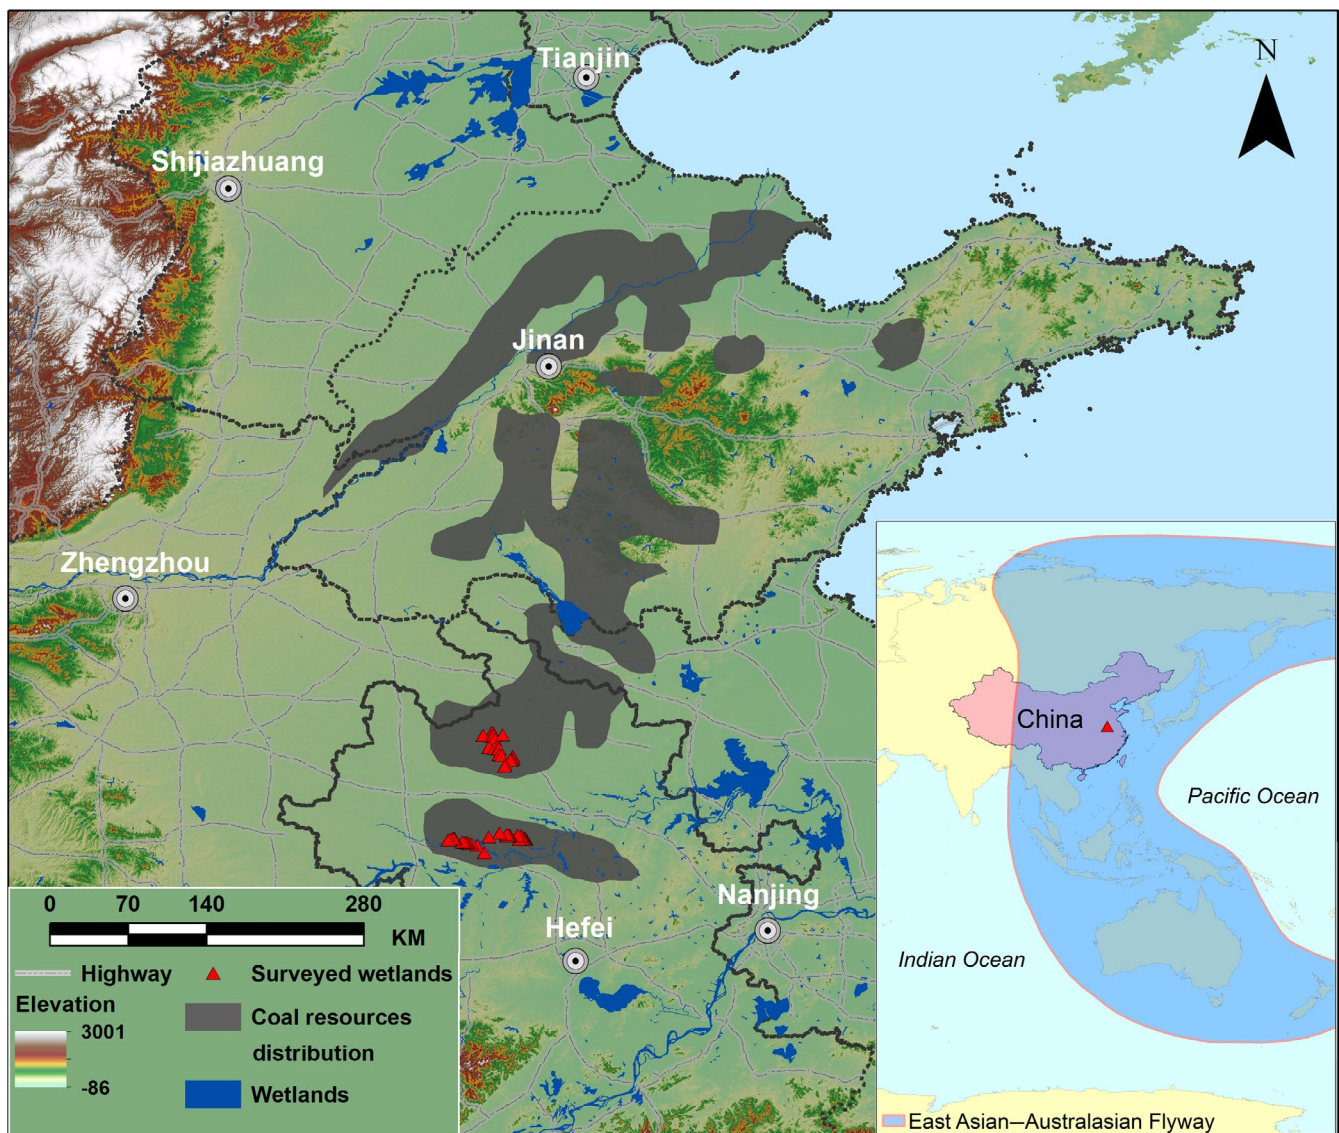 N
Tianjin
Shijiazhuang
Jinan
Zhengzhou
China
Pacific Ocean
Nanjing
Hefei
Indian Ocean
0 70 140 280
KM
Highway
Surveyed wetlands
Elevation
3001
-86
Coal resources
distribution
Wetlands
East Asian—Australasian Flyway